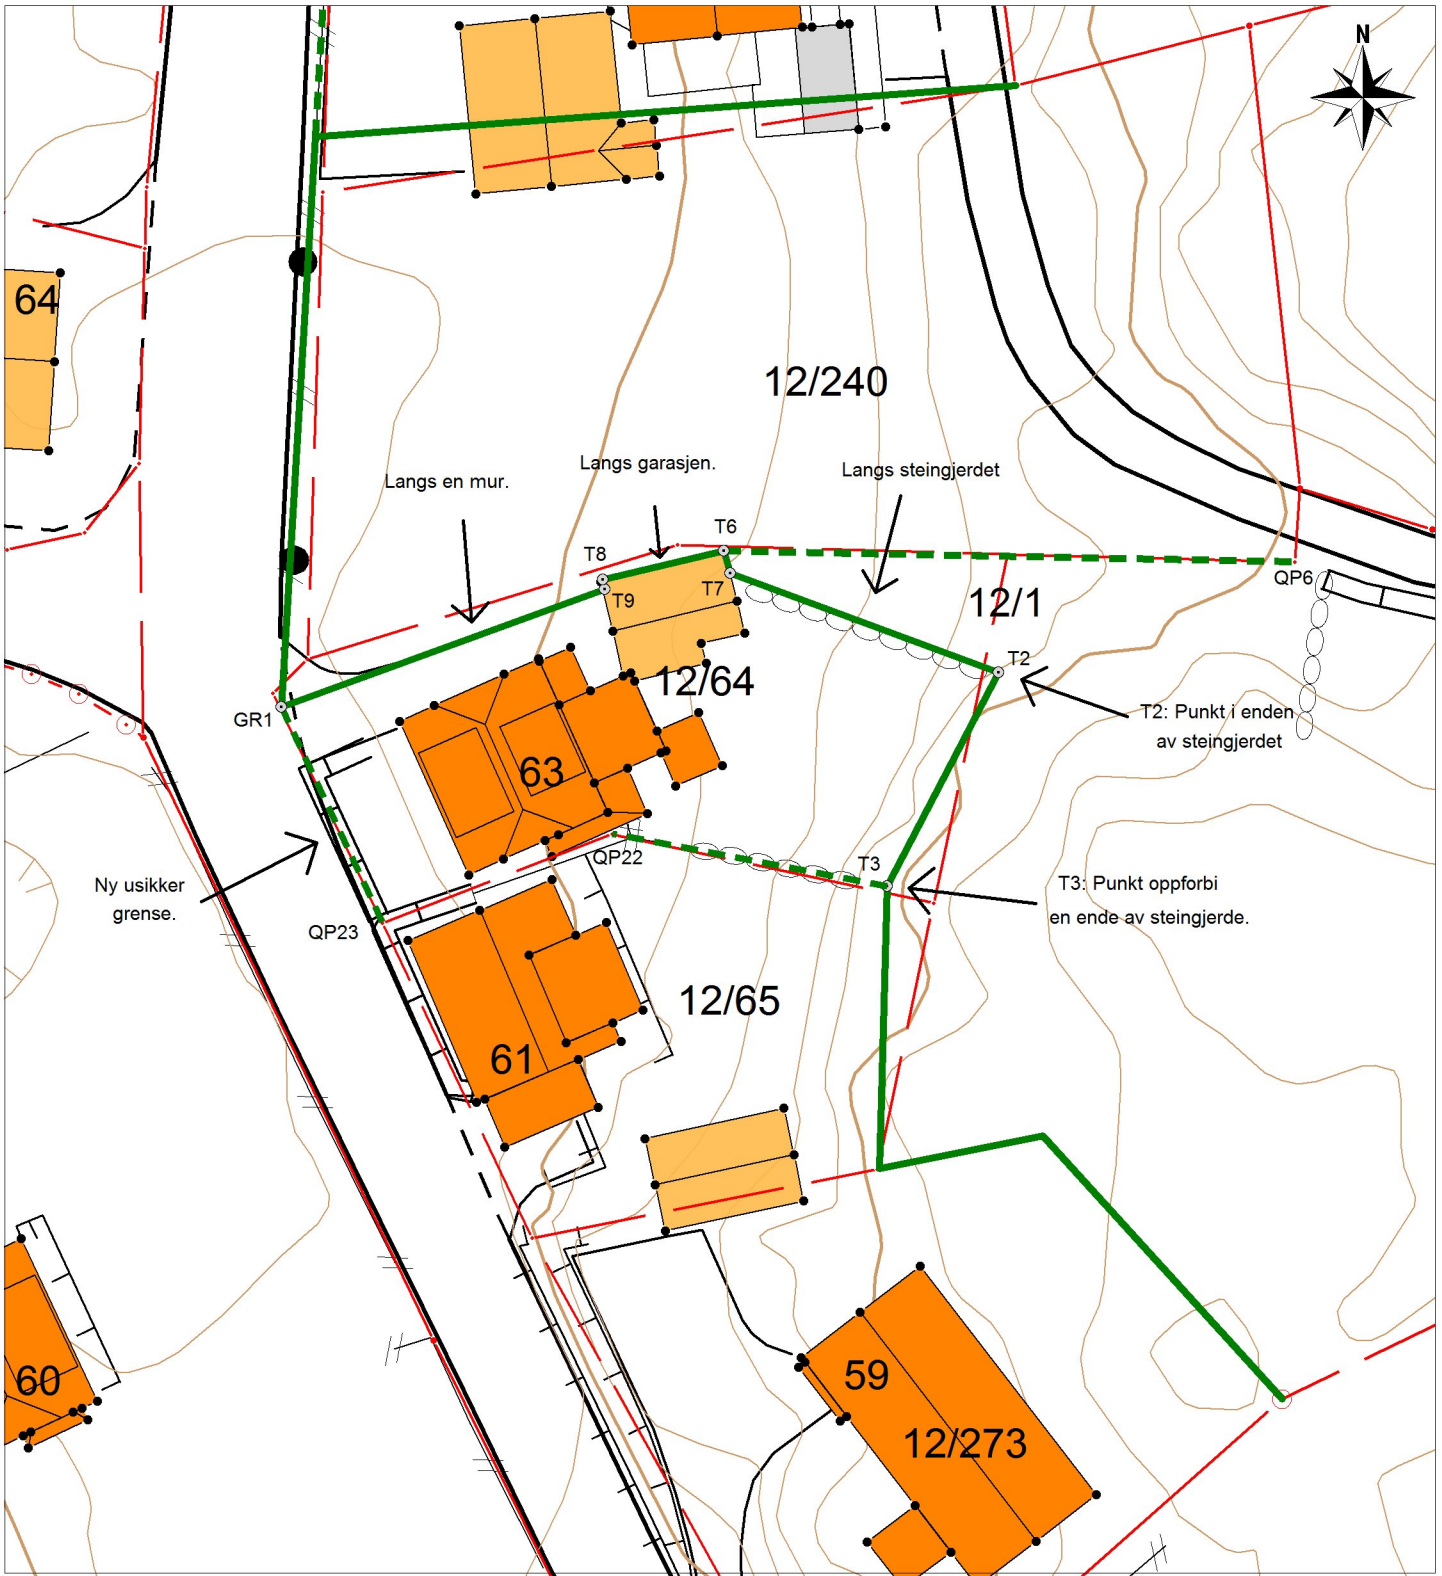 N
64
12/240
Langs en mur.
Langs garasjen.
Langs steingjerdet
T6
T8
T7
T9
QP6
12/1
12/64
T2
GR1
T2: Punkt i enden
av steingjerdet
63
QP22
T3
T3: Punkt oppforbi
en ende av steingjerde.
Ny usikker
grense.
QP23
12/65
61
59
60
12/273